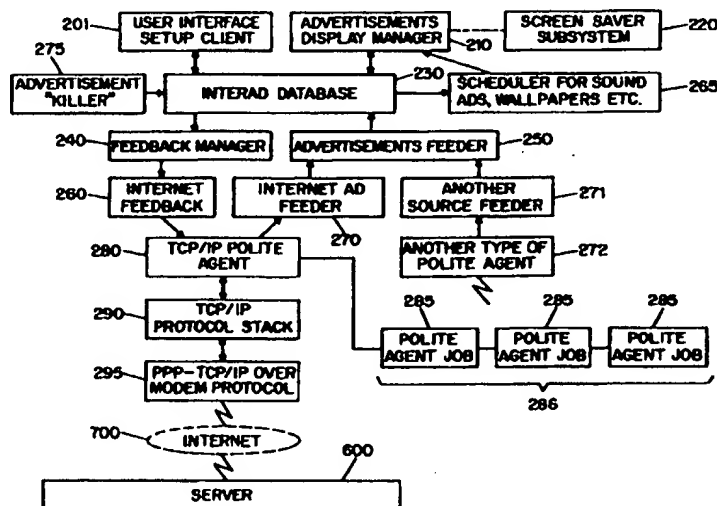 201
USER INTERFACE
SETUP CLIENT
ADVERTISEMENTS
DISPLAY MANAGER
210
SCREEN SAVER
SUBSYSTEM
220
275
ADVERTISEMENT
"KILLER"
230
INTERAD DATABASE
SCHEDULER FOR SOUND
ADS, WALLPAPERS ETC.
265
240
FEEDBACK MANAGER
ADVERTISEMENTS FEEDER
250
260
INTERNET
FEEDBACK
INTERNET AD
FEEDER
270
ANOTHER
SOURCE FEEDER
271
280
TCP/IP POLITE
AGENT
ANOTHER TYPE OF
POLITE AGENT
272
290
TCP/IP
PROTOCOL STACK
285
POLITE
AGENT JOB
285
POLITE
AGENT JOB
285
POLITE
AGENT JOB
286
295
PPP-TCP/IP OVER
MODEM PROTOCOL
700
INTERNET
600
SERVER